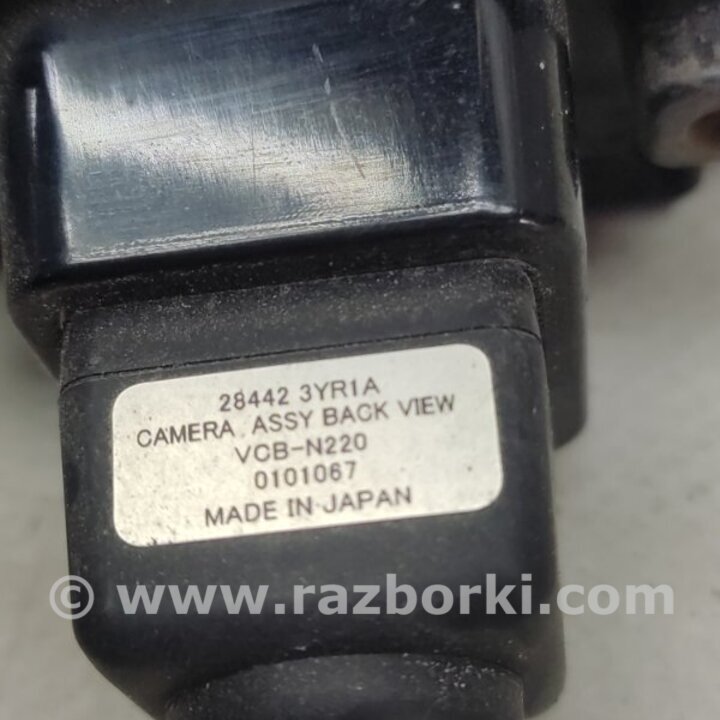 28442 3YR1A
CAMERA . ASSY BACK VIEW
VCB-N220
0101067
MADE IN JAPAN
© www.razborki.com